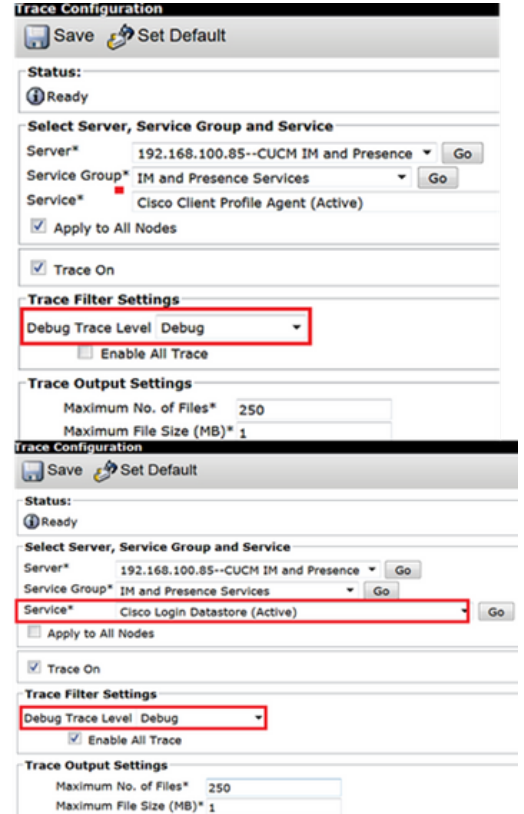 Trace Configuration
Save Set Default
Status:
Ready
Select Server, Service Group and Service
Server* 192.168.100.85--CUCM IM and Presence Go
Service Group* IM and Presence Services Go
Service* Cisco Client Profile Agent (Active)
Apply to All Nodes
Trace On
Trace Filter Settings
Debug Trace Level Debug
Enable All Trace
Trace Output Settings
Maximum No. of Files* 250
Maximum File Size (MB)* 1
Trace Configuration
Save Set Default
Status:
Ready
Select Server, Service Group and Service
Server* 192.168.100.85--CUCM IM and Presence Go
Service Group* IM and Presence Services Go
Service* Cisco Login Datastore (Active) Go
Apply to All Nodes
Trace On
Trace Filter Settings
Debug Trace Level Debug
Enable All Trace
Trace Output Settings
Maximum No. of Files* 250
Maximum File Size (MB)* 1